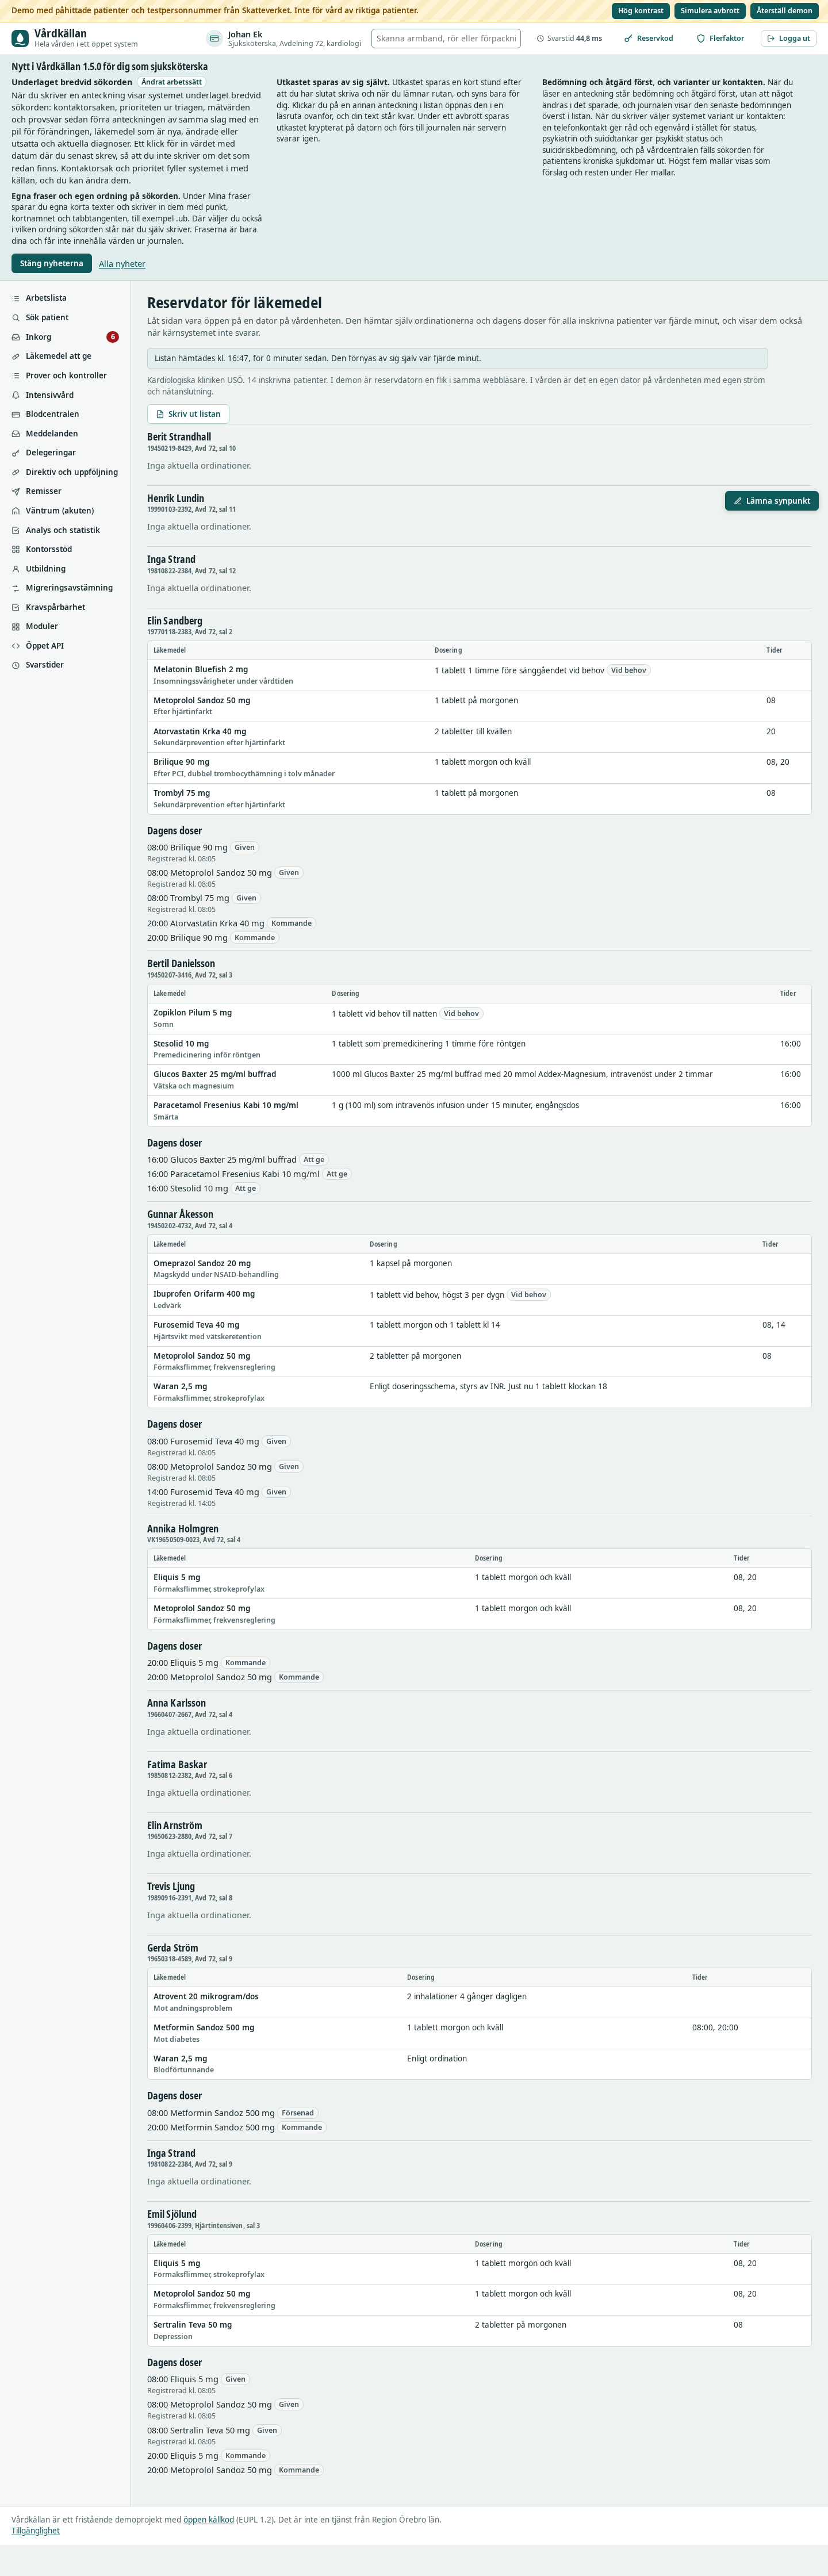 Demo med påhittade patienter och testpersonnummer från Skatteverket. Inte för vård av riktiga patienter.
Hög kontrast
Simulera avbrott
Återställ demon
Vårdkällan
Hela vården i ett öppet system
Johan Ek
Sjuksköterska, Avdelning 72, kardiologi
Skanna armband, rör eller förpackni
Svarstid 44,8 ms
Reservkod
Flerfaktor
Logga ut
Nytt i Vårdkällan 1.5.0 för dig som sjuksköterska
Underlaget bredvid sökorden Ändrat arbetssätt
När du skriver en anteckning visar systemet underlaget bredvid
sökorden: kontaktorsaken, prioriteten ur triagen, mätvärden
och provsvar sedan förra anteckningen av samma slag med en
pil för förändringen, läkemedel som är nya, ändrade eller
utsatta och aktuella diagnoser. Ett klick för in värdet med
datum där du senast skrev, så att du inte skriver om det som
redan finns. Kontaktorsak och prioritet fyller systemet i med
källan, och du kan ändra dem.
Egna fraser och egen ordning på sökorden. Under Mina fraser
sparar du egna korta texter och skriver in dem med punkt,
kortnamnet och tabbtangenten, till exempel .ub. Där väljer du också
i vilken ordning sökorden står när du själv skriver. Fraserna är bara
dina och får inte innehålla värden ur journalen.
Utkastet sparas av sig självt. Utkastet sparas en kort stund efter
att du har slutat skriva och när du lämnar rutan, och syns bara för
dig. Klickar du på en annan anteckning i listan öppnas den i en
läsruta ovanför, och din text står kvar. Under ett avbrott sparas
utkastet krypterat på datorn och förs till journalen när servern
svarar igen.
Bedömning och åtgärd först, och varianter ur kontakten. När du
läser en anteckning står bedömning och åtgärd först, utan att något
ändras i det sparade, och journalen visar den senaste bedömningen
överst i listan. När du skriver väljer systemet variant ur kontakten:
en telefonkontakt ger råd och egenvård i stället för status,
psykiatrin och suicidtankar ger psykiskt status och
suicidriskbedömning, och på vårdcentralen fälls sökorden för
patientens kroniska sjukdomar ut. Högst fem mallar visas som
förslag och resten under Fler mallar.
Stäng nyheterna
Alla nyheter
Arbetslista
Sök patient
Inkorg 6
Läkemedel att ge
Prover och kontroller
Intensivvård
Blodcentralen
Meddelanden
Delegeringar
Direktiv och uppföljning
Remisser
Väntrum (akuten)
Analys och statistik
Kontorsstöd
Utbildning
Migreringsavstämning
Kravspårbarhet
Moduler
Öppet API
Svarstider
Reservdator för läkemedel
Låt sidan vara öppen på en dator på vårdenheten. Den hämtar själv ordinationerna och dagens doser för alla inskrivna patienter var fjärde minut, och visar dem också
när kärnsystemet inte svarar.
Listan hämtades kl. 16:47, för 0 minuter sedan. Den förnyas av sig själv var fjärde minut.
Kardiologiska kliniken USÖ. 14 inskrivna patienter. I demon är reservdatorn en flik i samma webbläsare. I vården är det en egen dator på vårdenheten med egen ström
och nätanslutning.
Skriv ut listan
Berit Strandhall
19450219-8429, Avd 72, sal 10
Inga aktuella ordinationer.
Henrik Lundin
19990103-2392, Avd 72, sal 11
Inga aktuella ordinationer.
Lämna synpunkt
Inga Strand
19810822-2384, Avd 72, sal 12
Inga aktuella ordinationer.
Elin Sandberg
19770118-2383, Avd 72, sal 2
Läkemedel Dosering Tider
Melatonin Bluefish 2 mg 1 tablett 1 timme före sänggåendet vid behov Vid behov
Insomningssvårigheter under vårdtiden
Metoprolol Sandoz 50 mg 1 tablett på morgonen 08
Efter hjärtinfarkt
Atorvastatin Krka 40 mg 2 tabletter till kvällen 20
Sekundärprevention efter hjärtinfarkt
Brilique 90 mg 1 tablett morgon och kväll 08, 20
Efter PCI, dubbel trombocythämning i tolv månader
Trombyl 75 mg 1 tablett på morgonen 08
Sekundärprevention efter hjärtinfarkt
Dagens doser
08:00 Brilique 90 mg Given
Registrerad kl. 08:05
08:00 Metoprolol Sandoz 50 mg Given
Registrerad kl. 08:05
08:00 Trombyl 75 mg Given
Registrerad kl. 08:05
20:00 Atorvastatin Krka 40 mg Kommande
20:00 Brilique 90 mg Kommande
Bertil Danielsson
19450207-3416, Avd 72, sal 3
Läkemedel Dosering Tider
Zopiklon Pilum 5 mg 1 tablett vid behov till natten Vid behov
Sömn
Stesolid 10 mg 1 tablett som premedicinering 1 timme före röntgen 16:00
Premedicinering inför röntgen
Glucos Baxter 25 mg/ml buffrad 1000 ml Glucos Baxter 25 mg/ml buffrad med 20 mmol Addex-Magnesium, intravenöst under 2 timmar 16:00
Vätska och magnesium
Paracetamol Fresenius Kabi 10 mg/ml 1 g (100 ml) som intravenös infusion under 15 minuter, engångsdos 16:00
Smärta
Dagens doser
16:00 Glucos Baxter 25 mg/ml buffrad Att ge
16:00 Paracetamol Fresenius Kabi 10 mg/ml Att ge
16:00 Stesolid 10 mg Att ge
Gunnar Åkesson
19450202-4732, Avd 72, sal 4
Läkemedel Dosering Tider
Omeprazol Sandoz 20 mg 1 kapsel på morgonen
Magskydd under NSAID-behandling
Ibuprofen Orifarm 400 mg 1 tablett vid behov, högst 3 per dygn Vid behov
Ledvärk
Furosemid Teva 40 mg 1 tablett morgon och 1 tablett kl 14 08, 14
Hjärtsvikt med vätskeretention
Metoprolol Sandoz 50 mg 2 tabletter på morgonen 08
Förmaksflimmer, frekvensreglering
Waran 2,5 mg Enligt doseringsschema, styrs av INR. Just nu 1 tablett klockan 18
Förmaksflimmer, strokeprofylax
Dagens doser
08:00 Furosemid Teva 40 mg Given
Registrerad kl. 08:05
08:00 Metoprolol Sandoz 50 mg Given
Registrerad kl. 08:05
14:00 Furosemid Teva 40 mg Given
Registrerad kl. 14:05
Annika Holmgren
VK19650509-0023, Avd 72, sal 4
Läkemedel Dosering Tider
Eliquis 5 mg 1 tablett morgon och kväll 08, 20
Förmaksflimmer, strokeprofylax
Metoprolol Sandoz 50 mg 1 tablett morgon och kväll 08, 20
Förmaksflimmer, frekvensreglering
Dagens doser
20:00 Eliquis 5 mg Kommande
20:00 Metoprolol Sandoz 50 mg Kommande
Anna Karlsson
19660407-2667, Avd 72, sal 4
Inga aktuella ordinationer.
Fatima Baskar
19850812-2382, Avd 72, sal 6
Inga aktuella ordinationer.
Elin Arnström
19650623-2880, Avd 72, sal 7
Inga aktuella ordinationer.
Trevis Ljung
19890916-2391, Avd 72, sal 8
Inga aktuella ordinationer.
Gerda Ström
19650318-4589, Avd 72, sal 9
Läkemedel Dosering Tider
Atrovent 20 mikrogram/dos 2 inhalationer 4 gånger dagligen
Mot andningsproblem
Metformin Sandoz 500 mg 1 tablett morgon och kväll 08:00, 20:00
Mot diabetes
Waran 2,5 mg Enligt ordination
Blodförtunnande
Dagens doser
08:00 Metformin Sandoz 500 mg Försenad
20:00 Metformin Sandoz 500 mg Kommande
Inga Strand
19810822-2384, Avd 72, sal 9
Inga aktuella ordinationer.
Emil Sjölund
19960406-2399, Hjärtintensiven, sal 3
Läkemedel Dosering Tider
Eliquis 5 mg 1 tablett morgon och kväll 08, 20
Förmaksflimmer, strokeprofylax
Metoprolol Sandoz 50 mg 1 tablett morgon och kväll 08, 20
Förmaksflimmer, frekvensreglering
Sertralin Teva 50 mg 2 tabletter på morgonen 08
Depression
Dagens doser
08:00 Eliquis 5 mg Given
Registrerad kl. 08:05
08:00 Metoprolol Sandoz 50 mg Given
Registrerad kl. 08:05
08:00 Sertralin Teva 50 mg Given
Registrerad kl. 08:05
20:00 Eliquis 5 mg Kommande
20:00 Metoprolol Sandoz 50 mg Kommande
Vårdkällan är ett fristående demoprojekt med öppen källkod (EUPL 1.2). Det är inte en tjänst från Region Örebro län.
Tillgänglighet